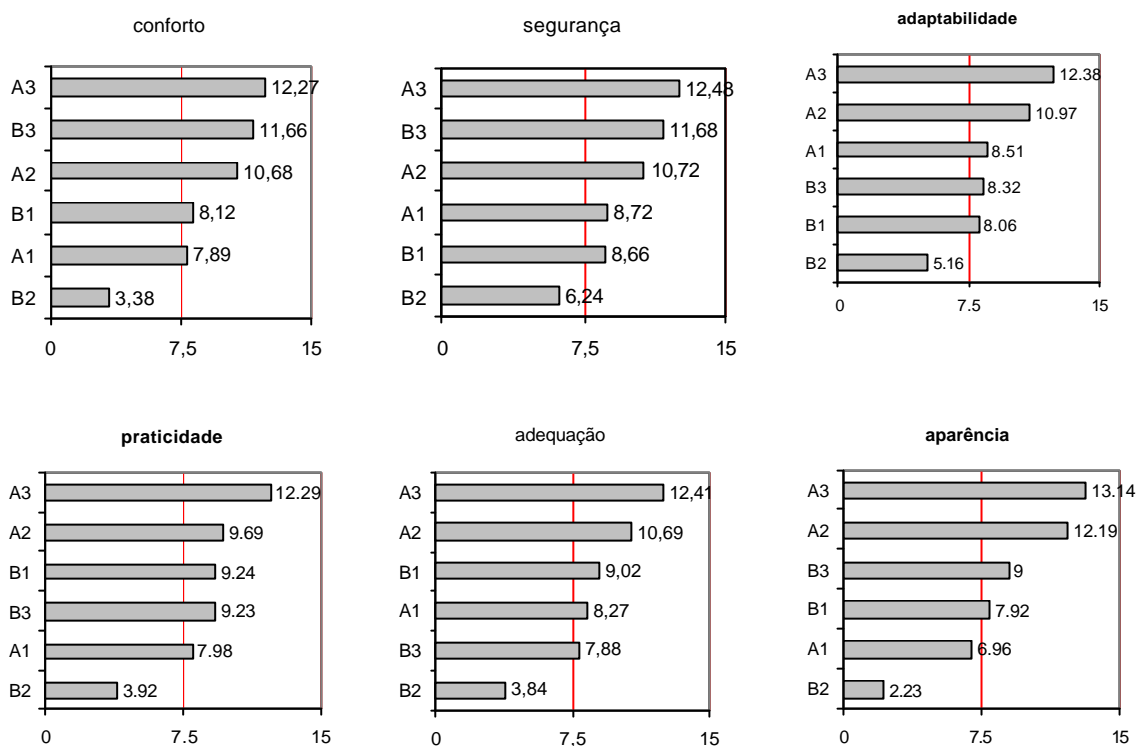 conforto
A3 12,27
B3 11,66
A2 10,68
B1 8,12
A1 7,89
B2 3,38
0 7,5 15
segurança
A3 12,43
B3 11,68
A2 10,72
A1 8,72
B1 8,66
B2 6,24
0 7,5 15
adaptabilidade
A3 12.38
A2 10.97
A1 8.51
B3 8.32
B1 8.06
B2 5.16
0 7.5 15
praticidade
A3 12.29
A2 9.69
B1 9.24
B3 9.23
A1 7.98
B2 3.92
0 7.5 15
adequação
A3 12,41
A2 10,69
B1 9,02
A1 8,27
B3 7,88
B2 3,84
0 7,5 15
aparência
A3 13.14
A2 12.19
B3 9
B1 7.92
A1 6.96
B2 2.23
0 7.5 15